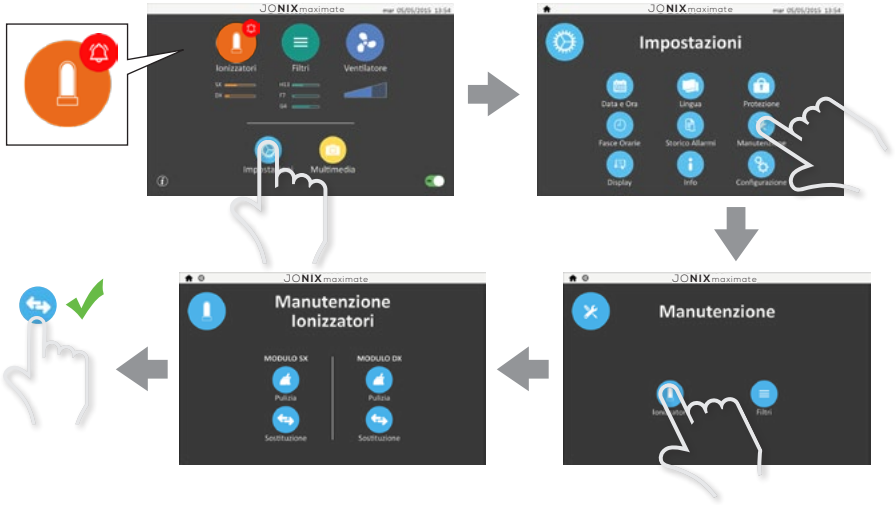 JONIXmaximate mar 05/05/2015 13:54
Ionizzatori Filtri Ventilatore
SX H13
DX F7
G4
Impostazioni Multimedia
JONIXmaximate mar 05/05/2015 13:54
Impostazioni
Data e Ora Lingua Protezione
Fasce Orarie Storico Allarmi Manutenzione
Display Info Configurazione
JONIXmaximate
Manutenzione
Ionizzatori Filtri
JONIXmaximate
Manutenzione
Ionizzatori
MODULO SX MODULO DX
Pulizia Pulizia
Sostituzione Sostituzione